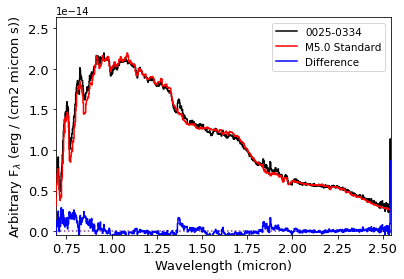 1e−14
2.5
2.0
1.5
1.0
0.5
0.0
Arbitrary Fλ (erg / (cm2 micron s))
0025-0334
M5.0 Standard
Difference
0.75 1.00 1.25 1.50 1.75 2.00 2.25 2.50
Wavelength (micron)